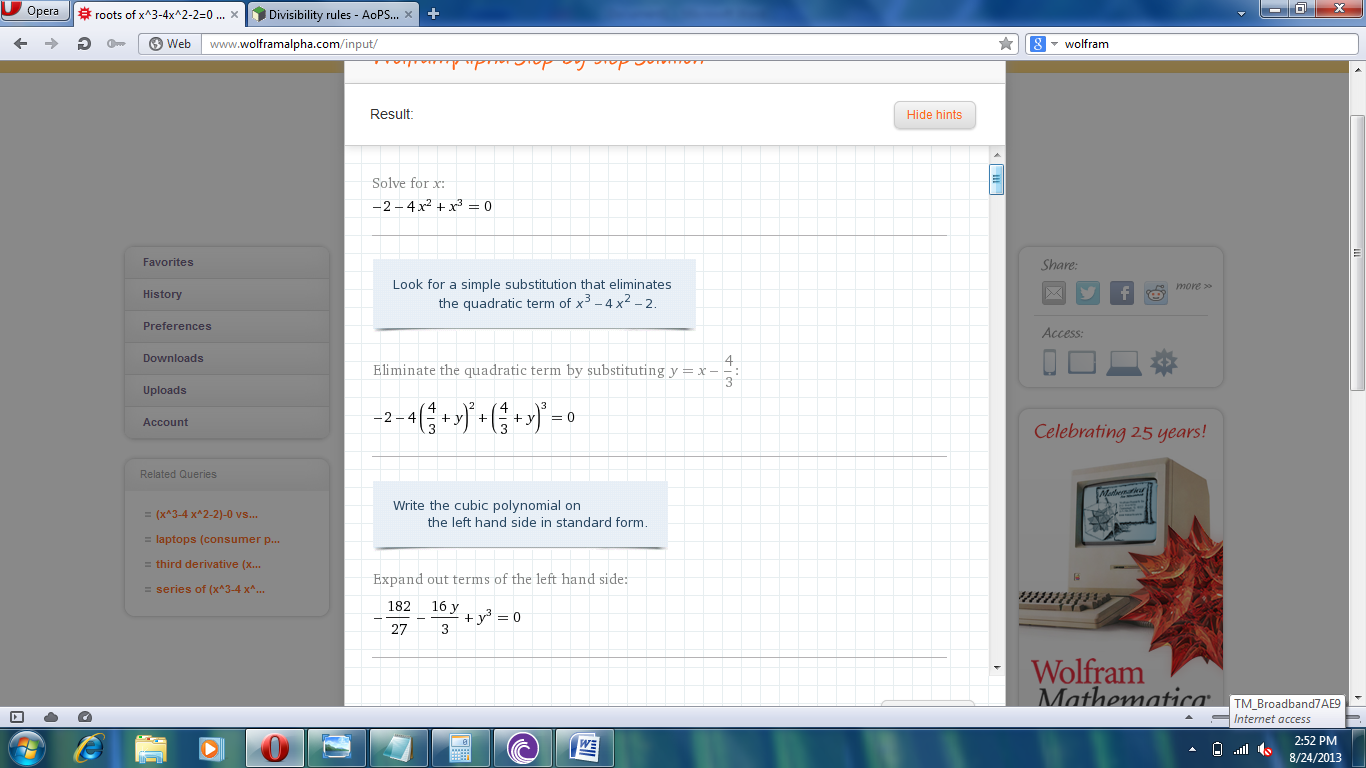 Opera
roots of x^3-4x^2-2=0 ...
Divisibility rules - AoPS...
Web
www.wolframalpha.com/input/
wolfram
WolframAlpha Step-by-step Solution
Result:
Hide hints
Solve for x:
−2 − 4 x² + x³ = 0
Look for a simple substitution that eliminates
the quadratic term of x³ − 4 x² − 2.
Eliminate the quadratic term by substituting y = x − 4/3:
−2 − 4 (4/3 + y)² + (4/3 + y)³ = 0
Write the cubic polynomial on
the left hand side in standard form.
Expand out terms of the left hand side:
− 182/27 − 16 y/3 + y³ = 0
Favorites
History
Preferences
Downloads
Uploads
Account
Related Queries
= (x^3-4 x^2-2)-0 vs...
= laptops (consumer p...
= third derivative (x...
= series of (x^3-4 x^...
Share:
more »
Access:
Celebrating 25 years!
Mathematica
Wolfram
Mathematica
TM_Broadband7AE9
Internet access
2:52 PM
8/24/2013